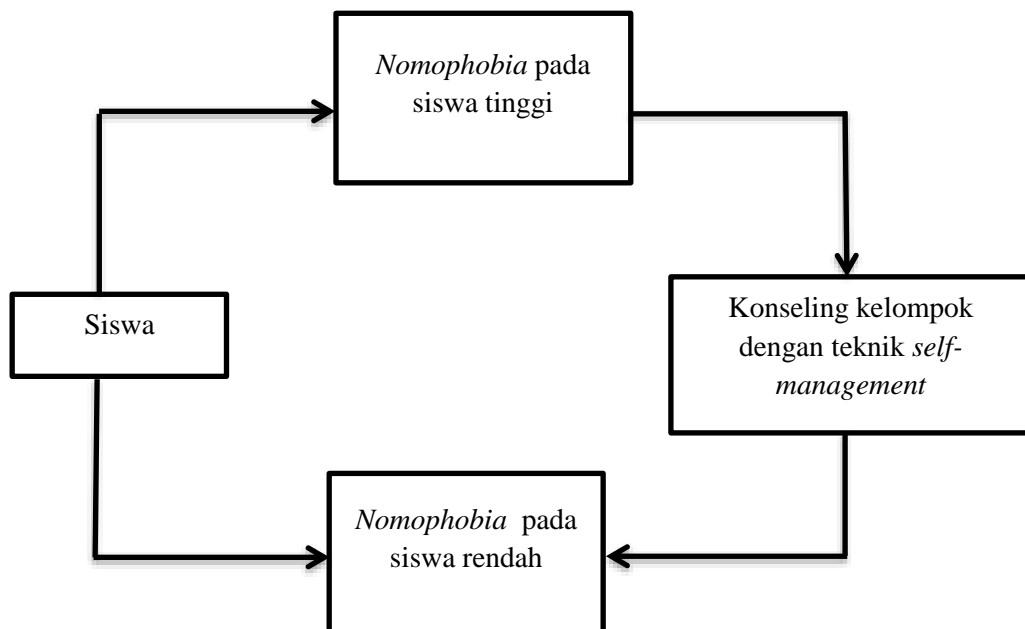 Nomophobia pada
siswa tinggi
Siswa
Konseling kelompok
dengan teknik self-
management
Nomophobia pada
siswa rendah